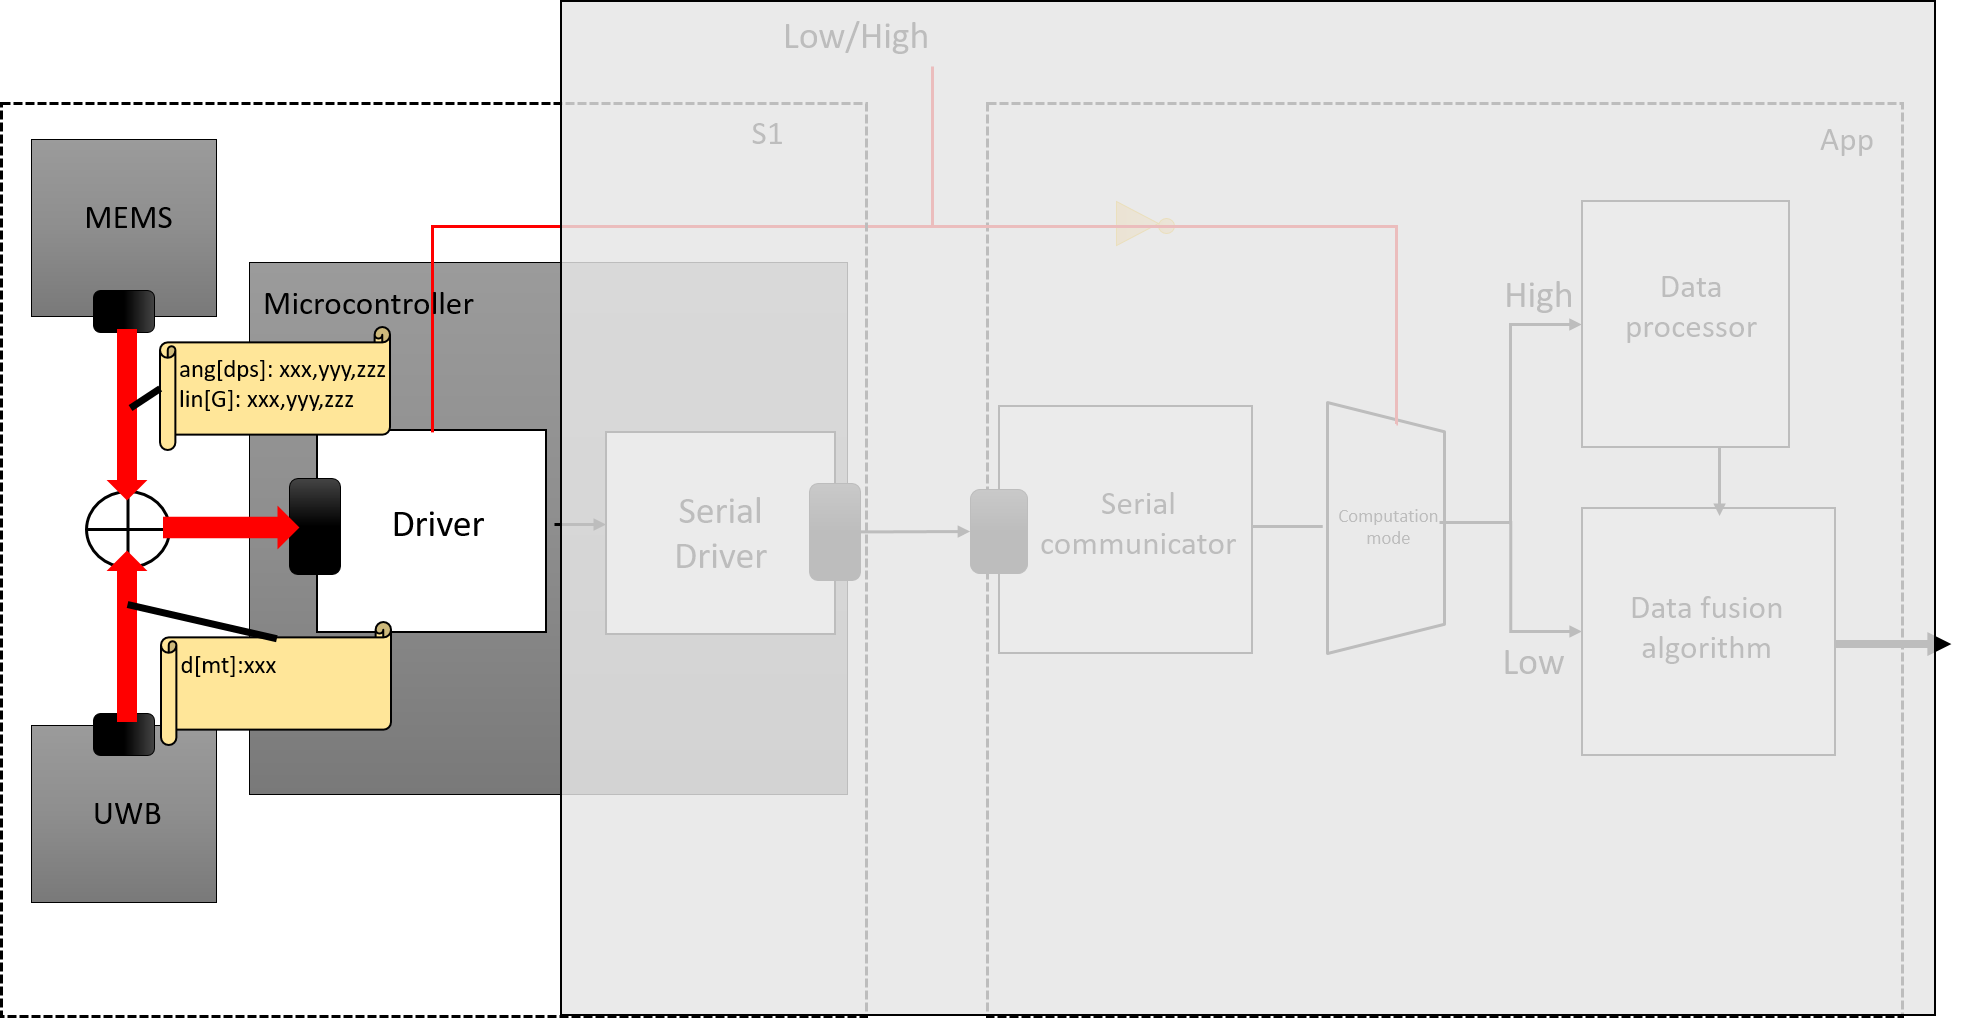 Low/High
S1
App
MEMS
Microcontroller
ang[dps]: xxx,yyy,zzz
lin[G]: xxx,yyy,zzz
Driver
Serial
Driver
Serial
communicator
Computation
mode
High
Low
Data
processor
Data fusion
algorithm
d[mt]:xxx
UWB